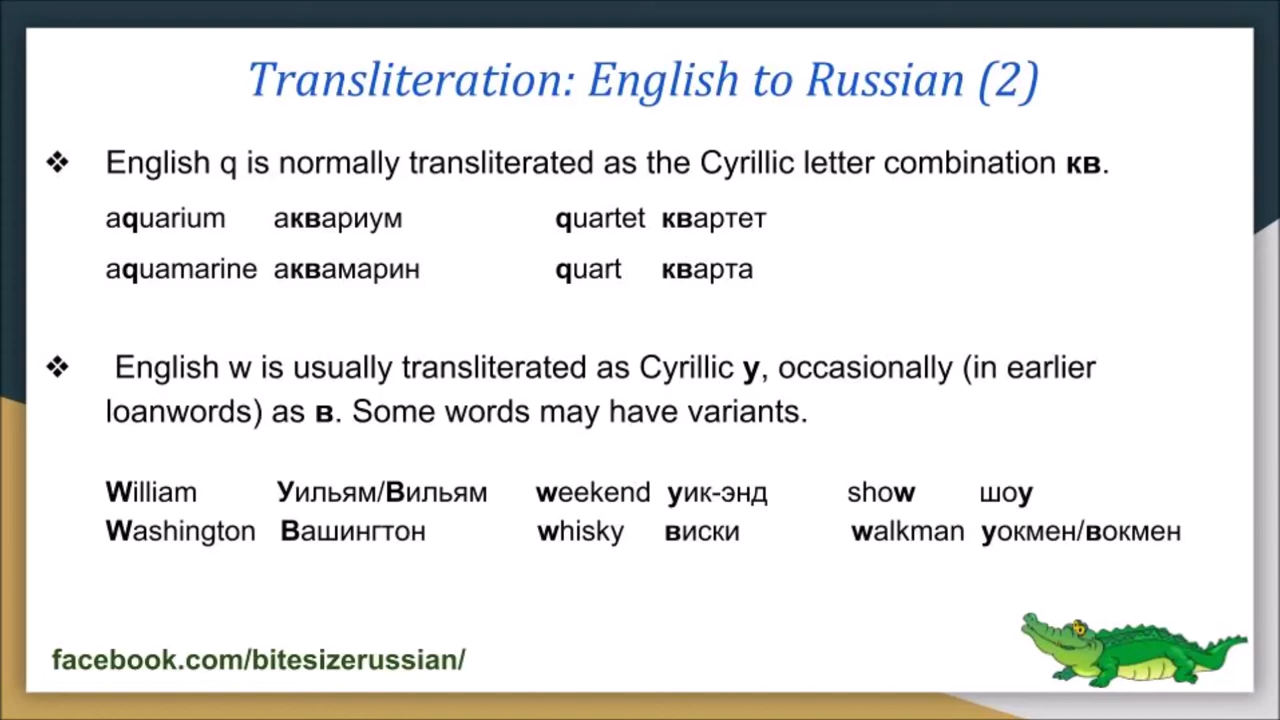 Transliteration: English to Russian (2)
❖ English q is normally transliterated as the Cyrillic letter combination кв.
aquarium аквариум quartet квартет
aquamarine аквамарин quart кварта
❖ English w is usually transliterated as Cyrillic у, occasionally (in earlier
loanwords) as в. Some words may have variants.
William Уильям/Вильям weekend уик-энд show шоу
Washington Вашингтон whisky виски walkman уокмен/вокмен
facebook.com/bitesizerussian/